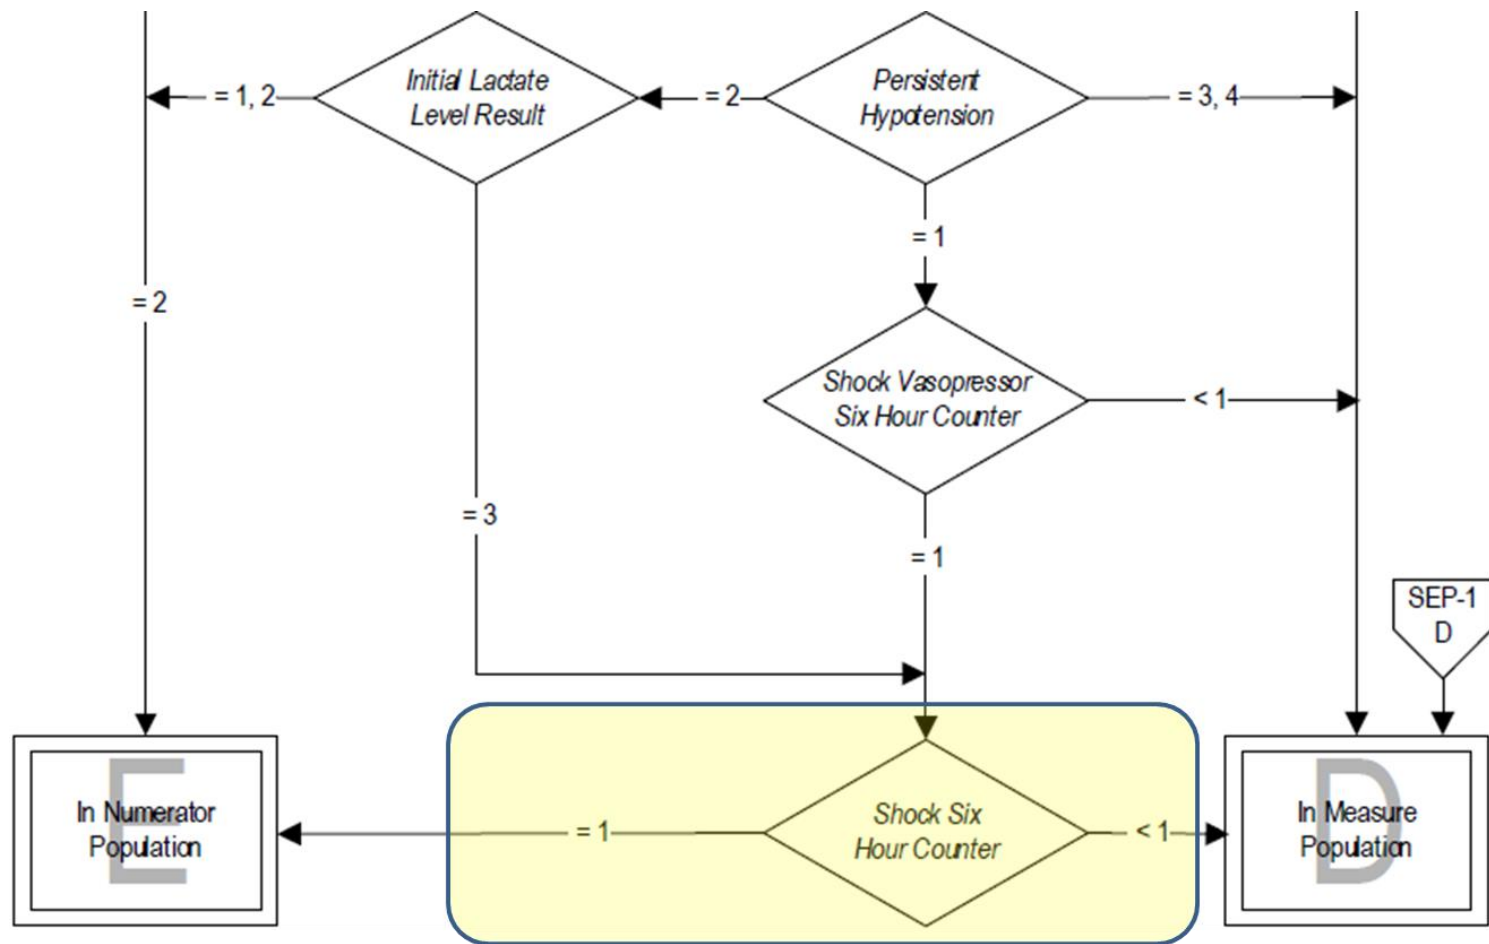 = 1, 2
Initial Lactate
Level Result
= 2
Persistent
Hypotension
= 3, 4
= 1
= 2
Shock Vasopressor
Six Hour Counter
< 1
= 3
= 1
SEP-1
D
E
In Numerator
Population
= 1
Shock Six
Hour Counter
< 1
D
In Measure
Population